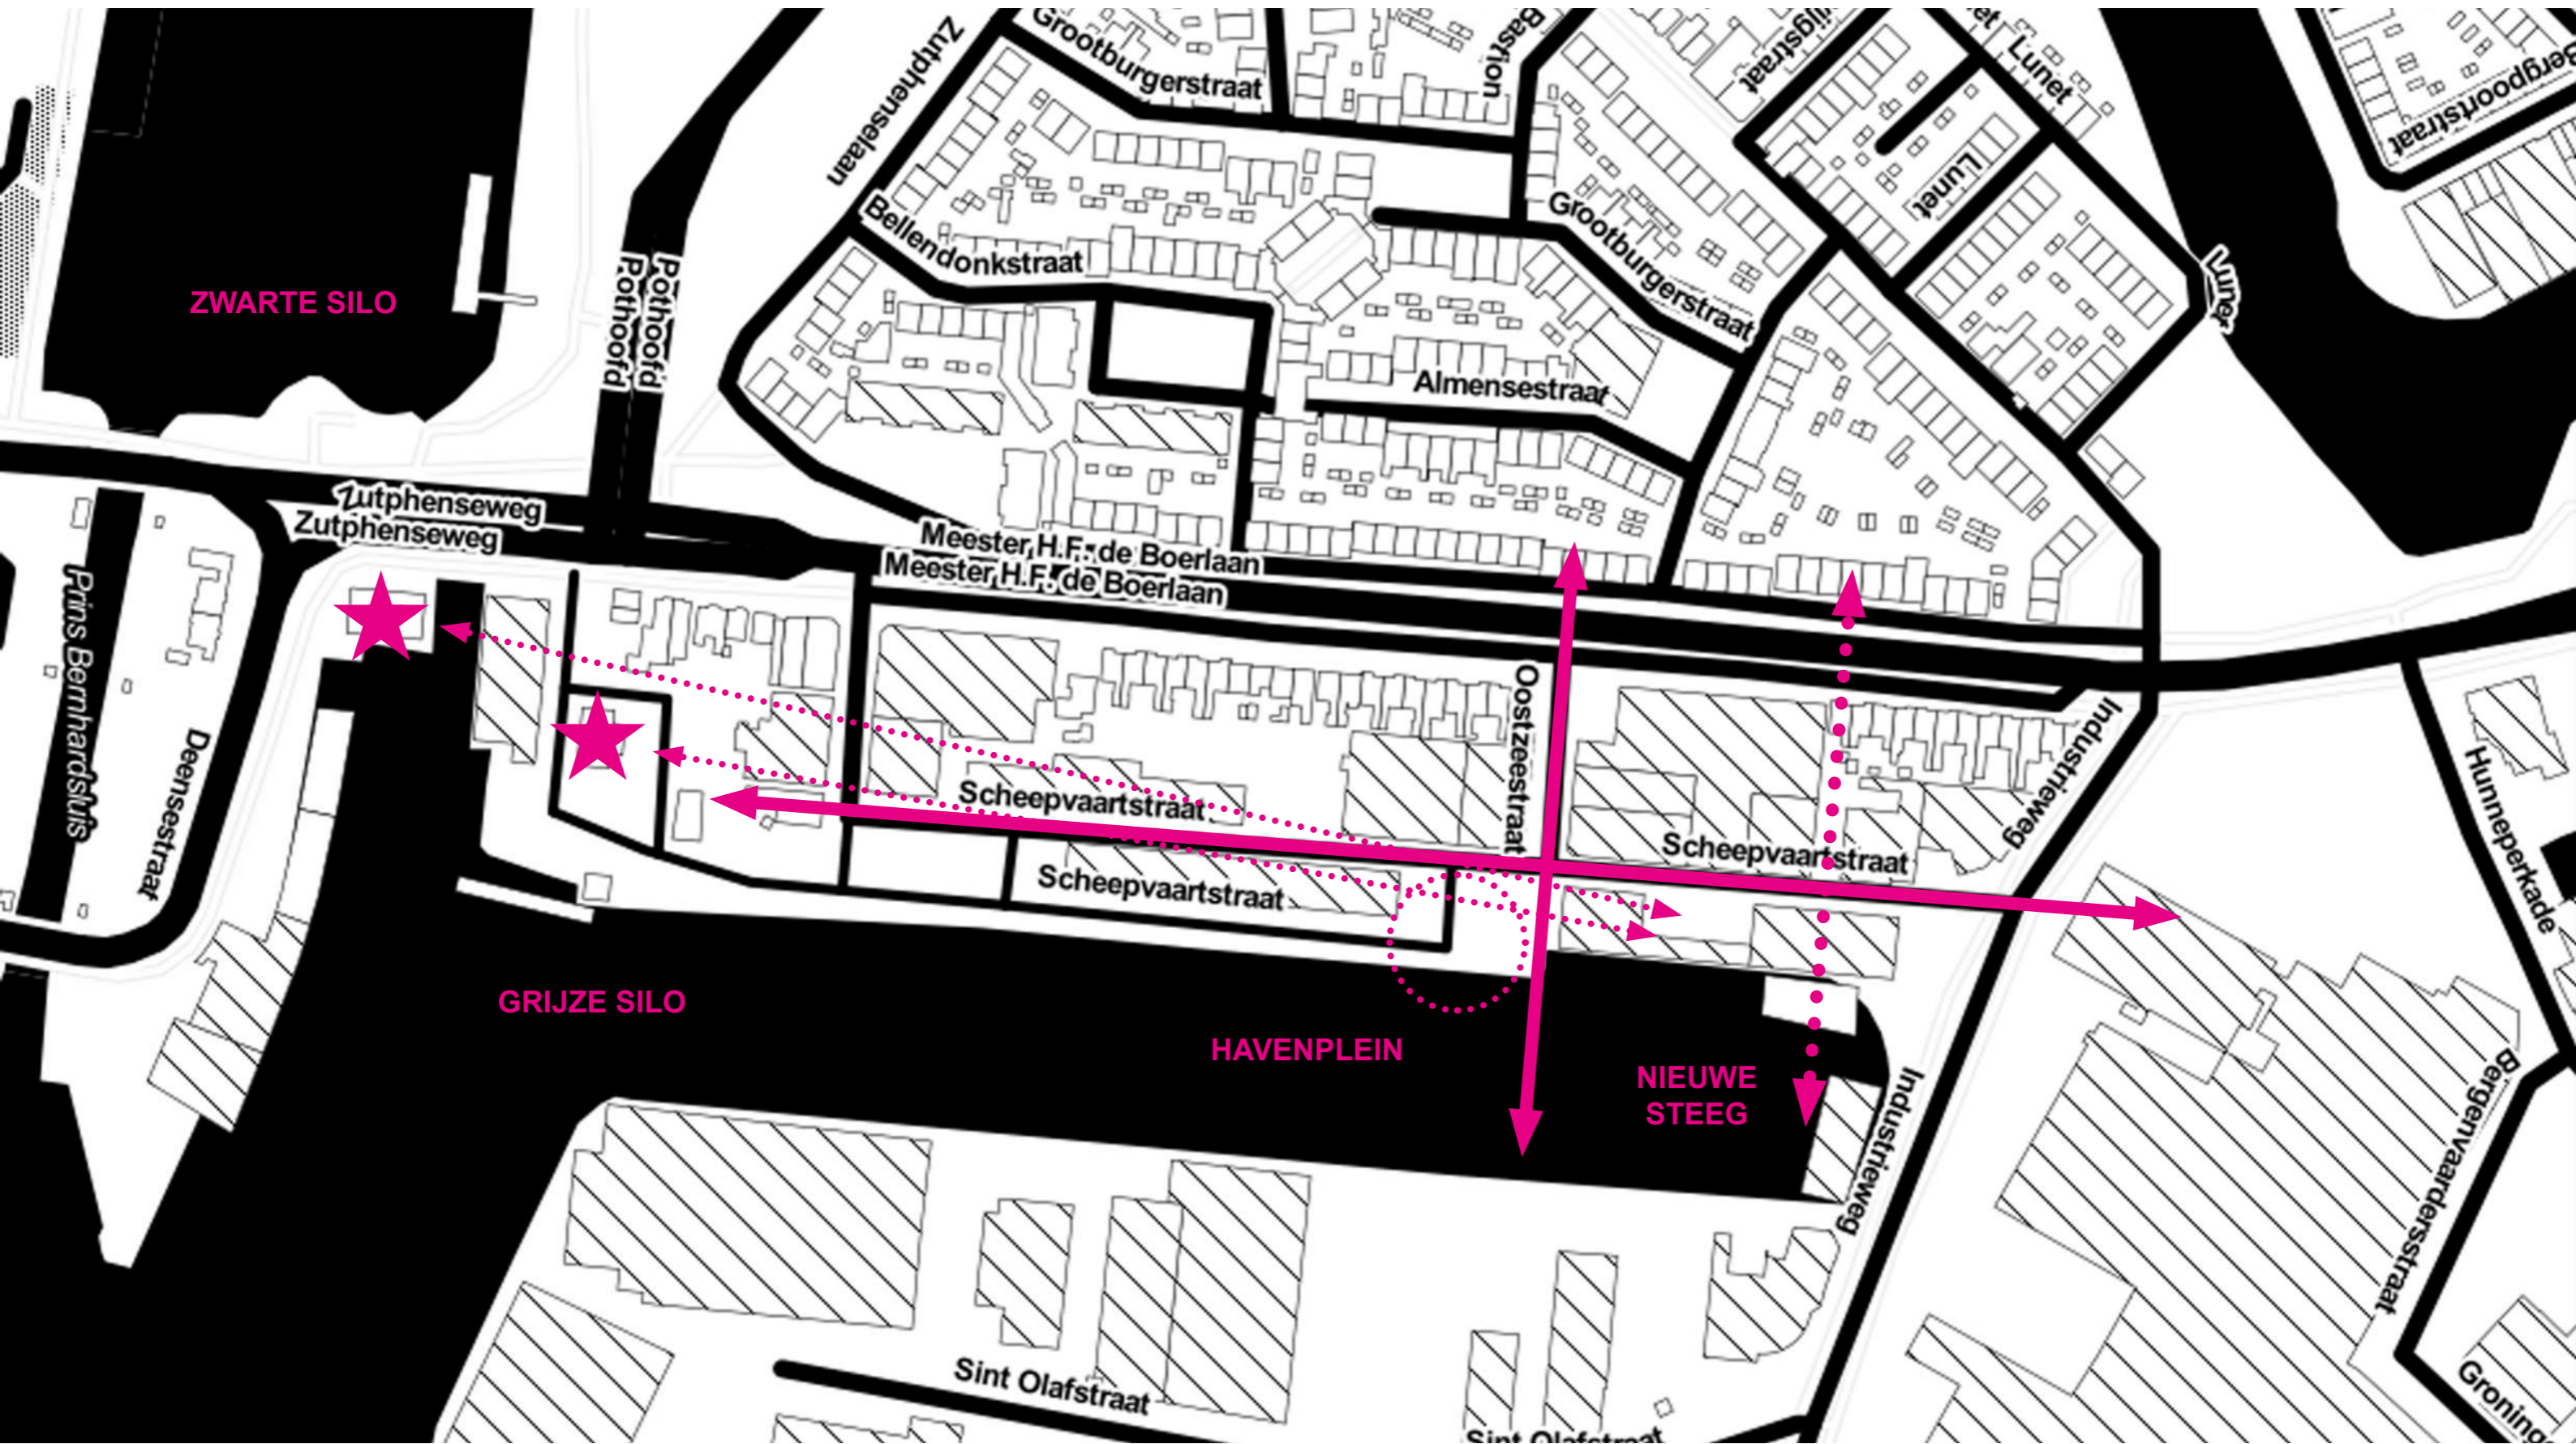 Zutphenselaan
Grootburgerstraat
Bastion
Lunet
Bergpoortstraat
Bellendonkstraat
Grootburgerstraat
Lunet
Lunet
ZWARTE SILO
Pothoofd
Pothoofd
Almensestraat
Zutphenseweg
Zutphenseweg
Meester H.F. de Boerlaan
Meester H.F. de Boerlaan
Prins Bernhardsluis
Deensestraat
Oostzeestraat
Industrieweg
Hunneperkade
Scheepvaartstraat
Scheepvaartstraat
Scheepvaartstraat
GRIJZE SILO
HAVENPLEIN
NIEUWE
STEEG
Industrieweg
Bergenvaardersstraat
Sint Olafstraat
Sint Olafstraat